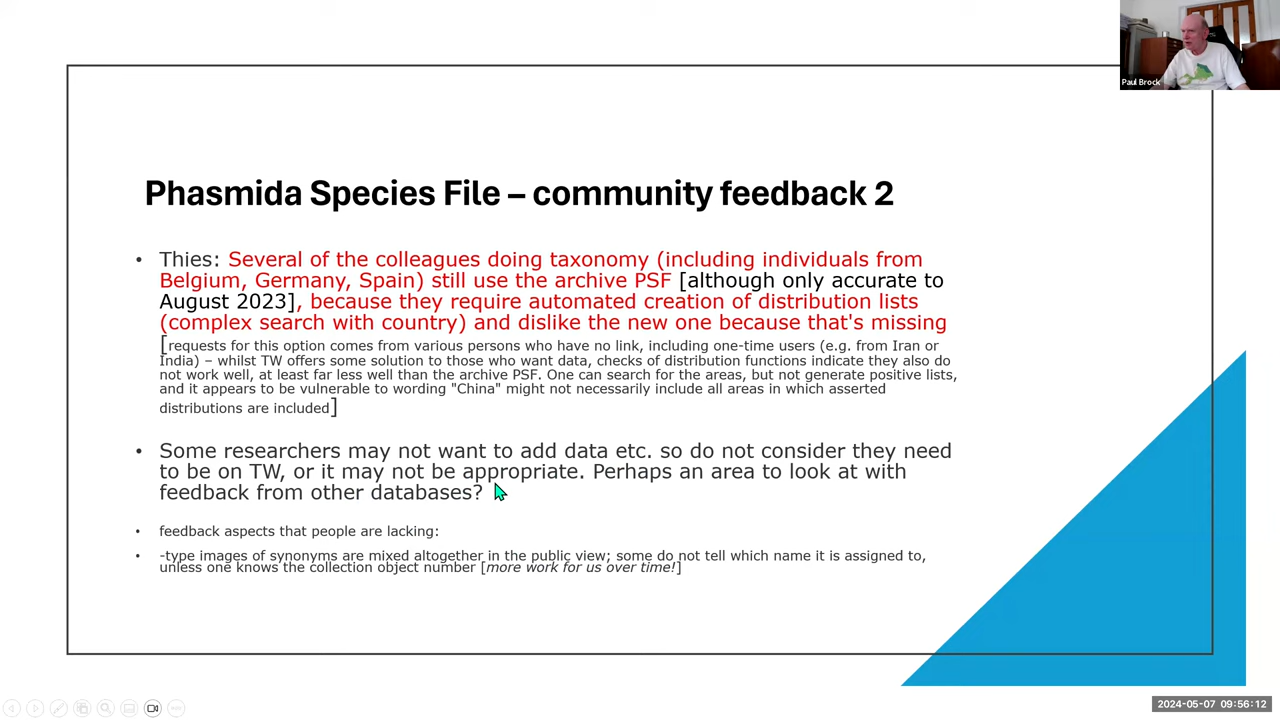 Paul Brock
Phasmida Species File – community feedback 2
• Thies: Several of the colleagues doing taxonomy (including individuals from
Belgium, Germany, Spain) still use the archive PSF [although only accurate to
August 2023], because they require automated creation of distribution lists
(complex search with country) and dislike the new one because that's missing
[requests for this option comes from various persons who have no link, including one-time users (e.g. from Iran or
India) – whilst TW offers some solution to those who want data, checks of distribution functions indicate they also do
not work well, at least far less well than the archive PSF. One can search for the areas, but not generate positive lists,
and it appears to be vulnerable to wording "China" might not necessarily include all areas in which asserted
distributions are included]
• Some researchers may not want to add data etc. so do not consider they need
to be on TW, or it may not be appropriate. Perhaps an area to look at with
feedback from other databases?
• feedback aspects that people are lacking:
• -type images of synonyms are mixed altogether in the public view; some do not tell which name it is assigned to,
unless one knows the collection object number [more work for us over time!]
2024-05-07 09:56:12